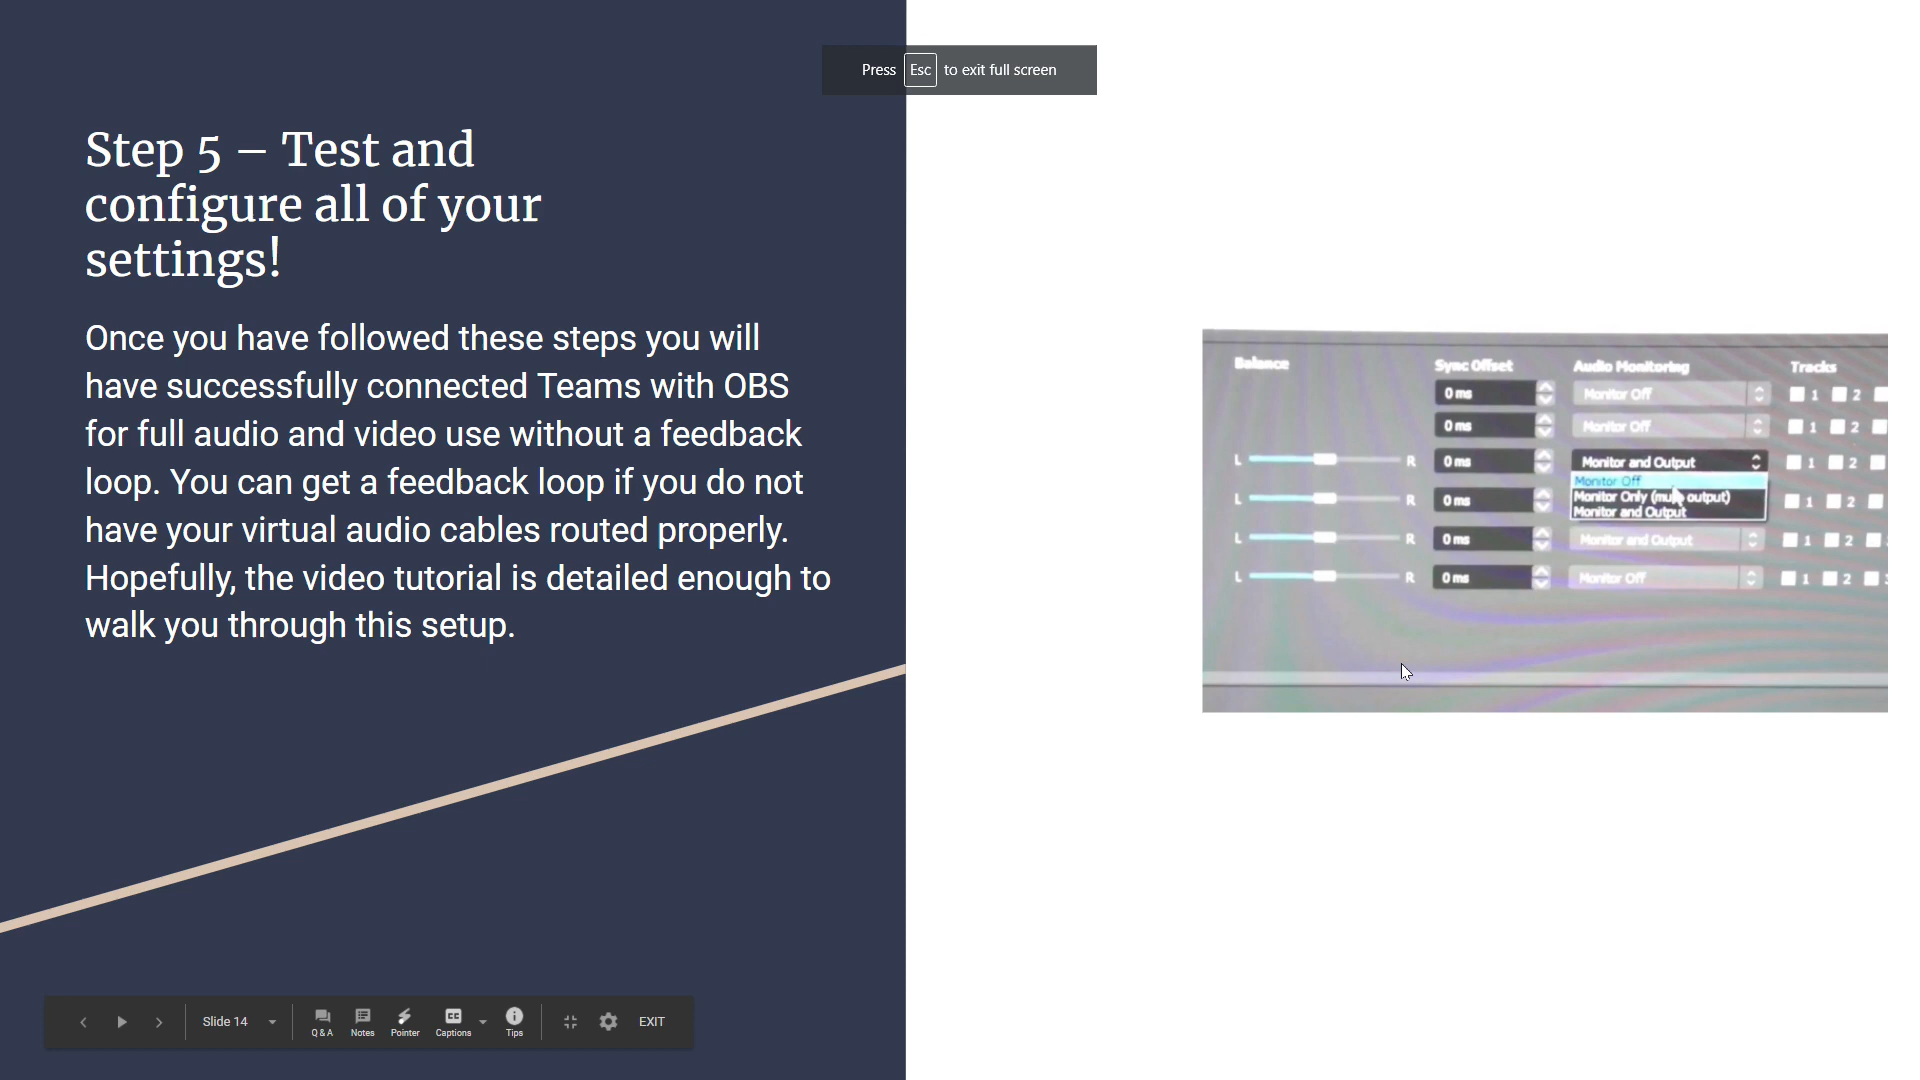 Press Esc to exit full screen
Step 5 – Test and
configure all of your
settings!
Once you have followed these steps you will
have successfully connected Teams with OBS
for full audio and video use without a feedback
loop. You can get a feedback loop if you do not
have your virtual audio cables routed properly.
Hopefully, the video tutorial is detailed enough to
walk you through this setup.
Balance Sync Offset Audio Monitoring Tracks
0 ms Monitor Off 1 2
0 ms Monitor Off 1 2
L R 0 ms Monitor and Output 1 2
Monitor Off
L R 0 ms Monitor Only (mute output) 1 2
Monitor and Output
L R 0 ms Monitor and Output 1 2
L R 0 ms Monitor Off 1 2
Slide 14 Q & A Notes Pointer Captions Tips EXIT